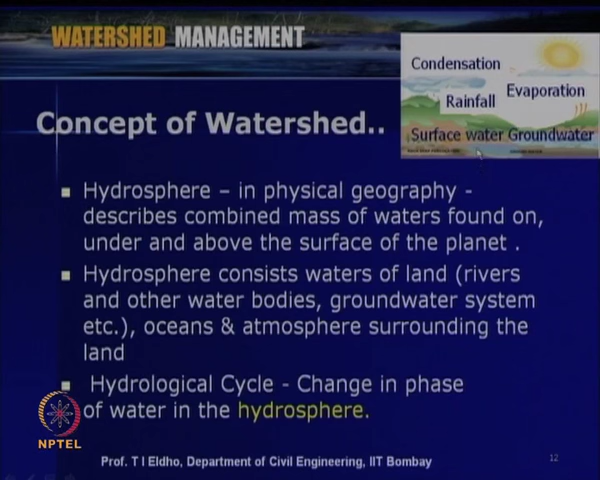 WATERSHED MANAGEMENT
Condensation
Evaporation
Rainfall
Surface water Groundwater
Concept of Watershed..
Hydrosphere – in physical geography -
describes combined mass of waters found on,
under and above the surface of the planet .
Hydrosphere consists waters of land (rivers
and other water bodies, groundwater system
etc.), oceans & atmosphere surrounding the
land
Hydrological Cycle - Change in phase
of water in the hydrosphere.
NPTEL
Prof. T I Eldho, Department of Civil Engineering, IIT Bombay
12